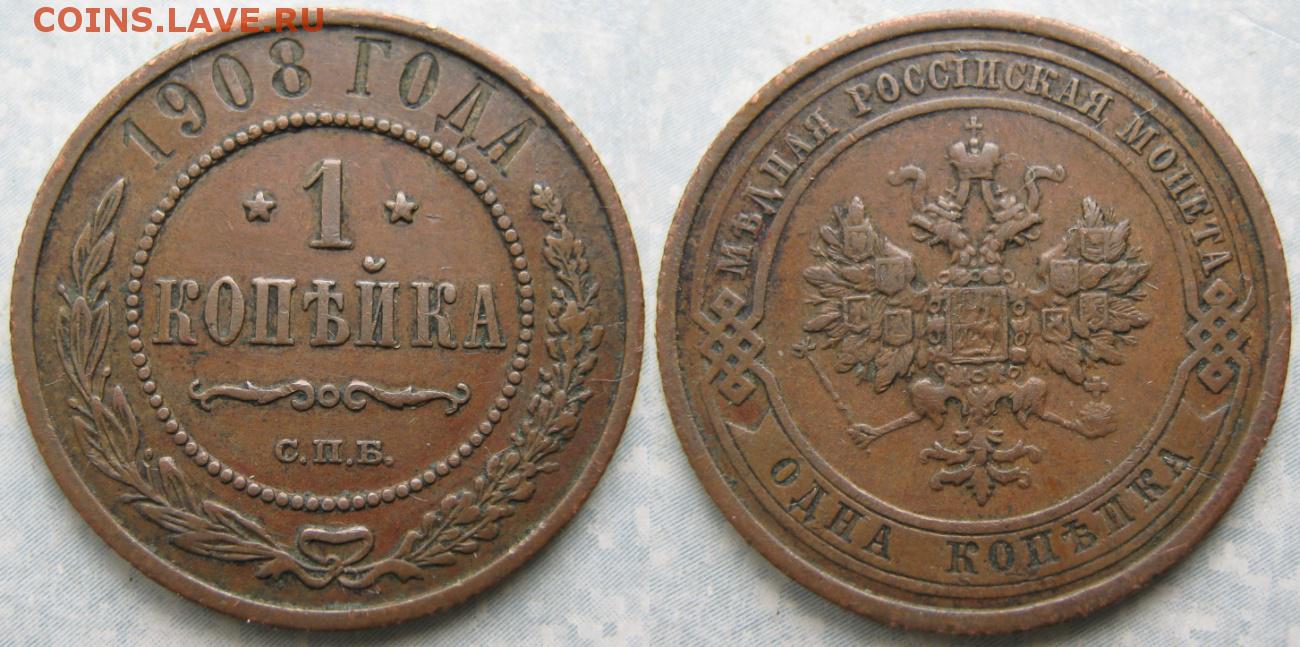 COINS.LAVE.RU
1908 ГОДА
1
КОПѢЙКА
С.П.Б.
МѢДНАЯ РОССІЙСКАЯ МОНЕТА
ОДНА КОПѢЙКА